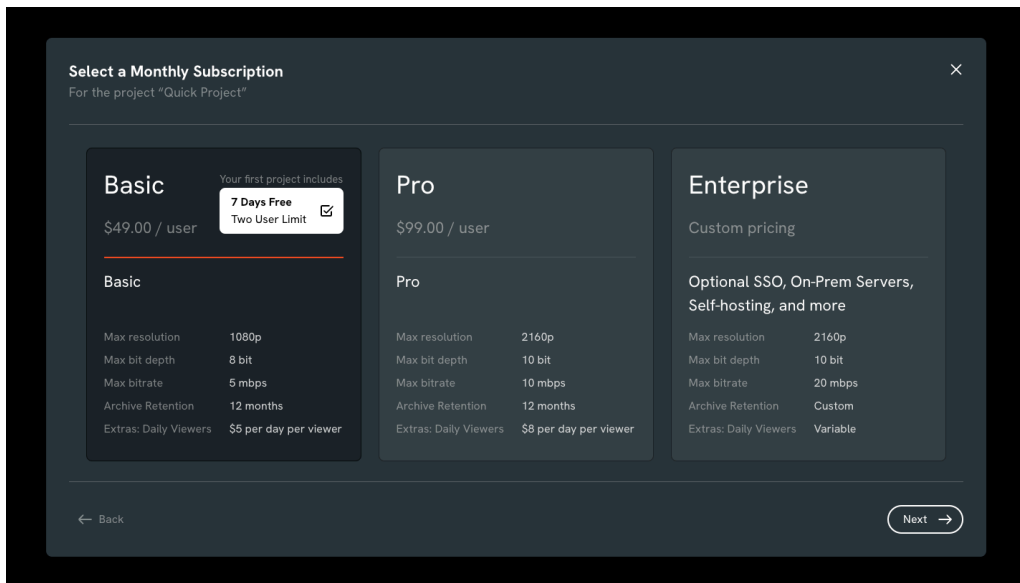 Select a Monthly Subscription
For the project “Quick Project”
Basic
Your first project includes
7 Days Free
Two User Limit
$49.00 / user
Basic
Max resolution 1080p
Max bit depth 8 bit
Max bitrate 5 mbps
Archive Retention 12 months
Extras: Daily Viewers $5 per day per viewer
Pro
$99.00 / user
Pro
Max resolution 2160p
Max bit depth 10 bit
Max bitrate 10 mbps
Archive Retention 12 months
Extras: Daily Viewers $8 per day per viewer
Enterprise
Custom pricing
Optional SSO, On-Prem Servers,
Self-hosting, and more
Max resolution 2160p
Max bit depth 10 bit
Max bitrate 20 mbps
Archive Retention Custom
Extras: Daily Viewers Variable
Back
Next